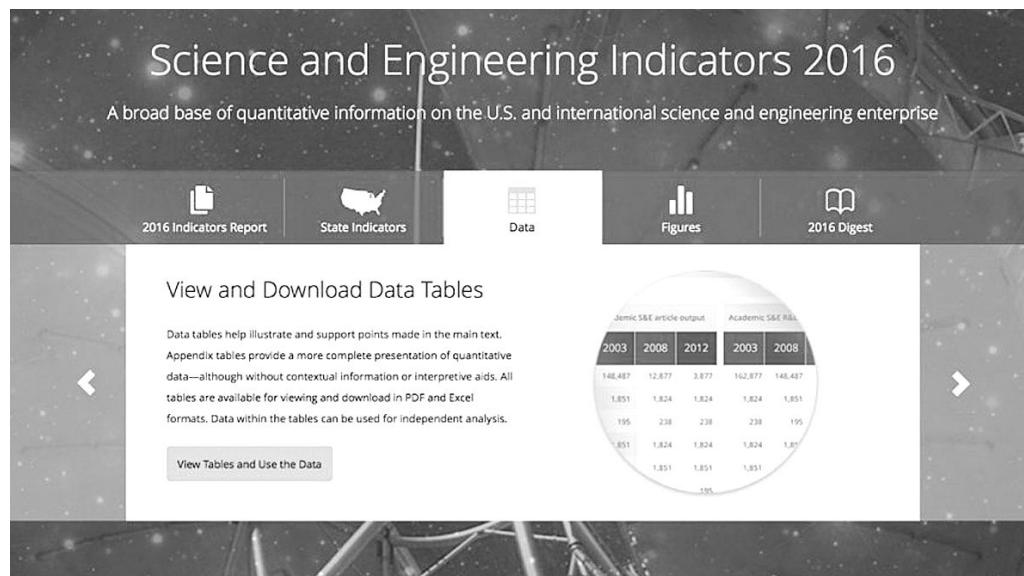 Science and Engineering Indicators 2016
A broad base of quantitative information on the U.S. and international science and engineering enterprise
2016 Indicators Report
State Indicators
Data
Figures
2016 Digest
View and Download Data Tables
Data tables help illustrate and support points made in the main text.
Appendix tables provide a more complete presentation of quantitative
data—although without contextual information or interpretive aids. All
tables are available for viewing and download in PDF and Excel
formats. Data within the tables can be used for independent analysis.
View Tables and Use the Data
S&E article output Academic S&E
2003 2008 2012 2003 2008
148,487 12,877 3,877 162,877 148,487
1,851 1,824 1,824 1,824 1,851
195 238 238 238 195
1,824 1,824 1,824
1,851 1,851 1,851
195